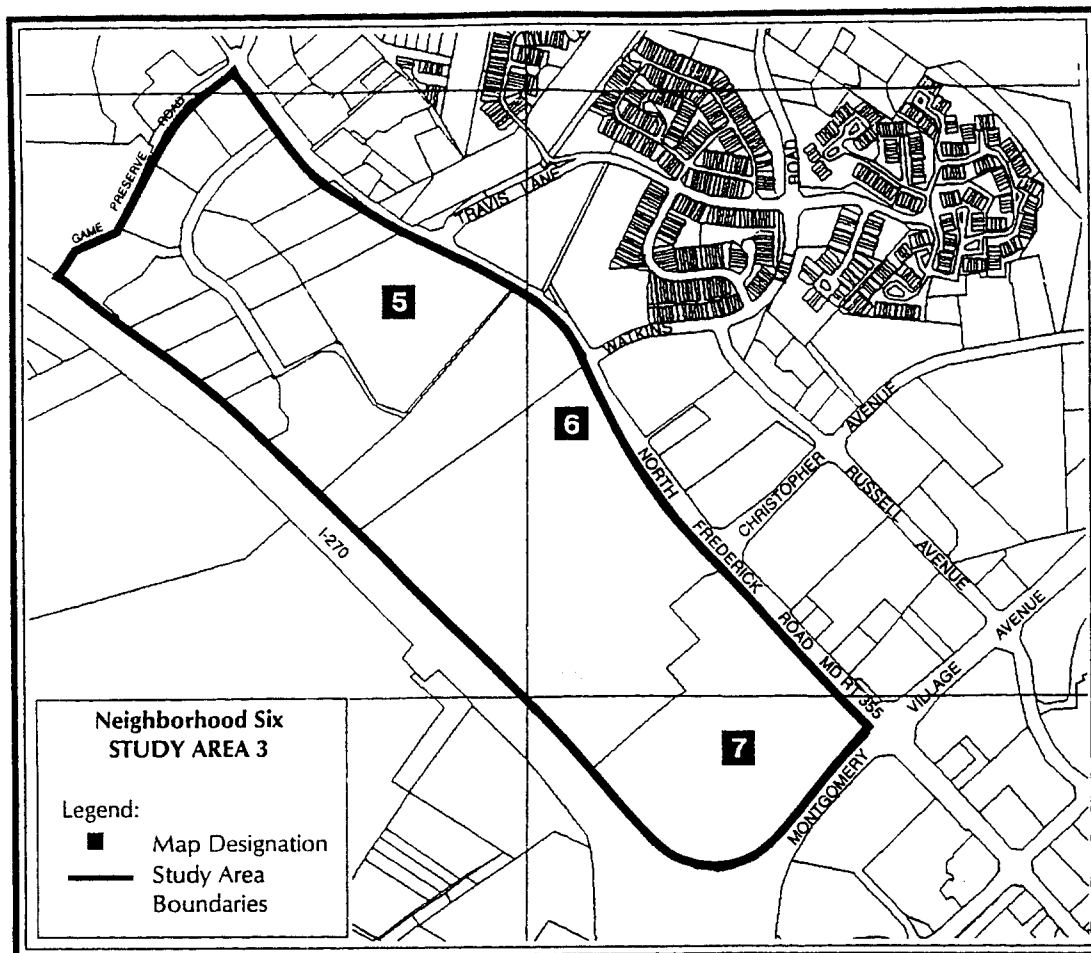 GAME PRESERVE ROAD
TRAVIS LANE
ROAD
WATKINS
5
6
7
NORTH FREDERICK ROAD MD RT 355
CHRISTOPHER AVENUE
RUSSELL AVENUE
MONTGOMERY VILLAGE AVENUE
I-270
Neighborhood Six
STUDY AREA 3
Legend:
Map Designation
Study Area
Boundaries